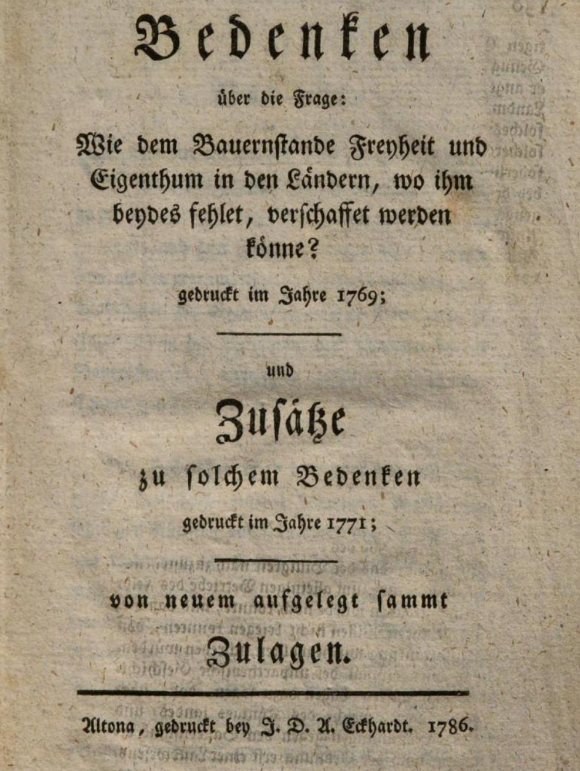 Bedenken
über die Frage:
Wie dem Bauernstande Freyheit und
Eigenthum in den Ländern, wo ihm
beydes fehlet, verschaffet werden
könne?
gedruckt im Jahre 1769;
und
Zusätze
zu solchem Bedenken
gedruckt im Jahre 1771;
von neuem aufgelegt sammt
Zulagen.
Altona, gedruckt bey J. D. A. Eckhardt. 1786.